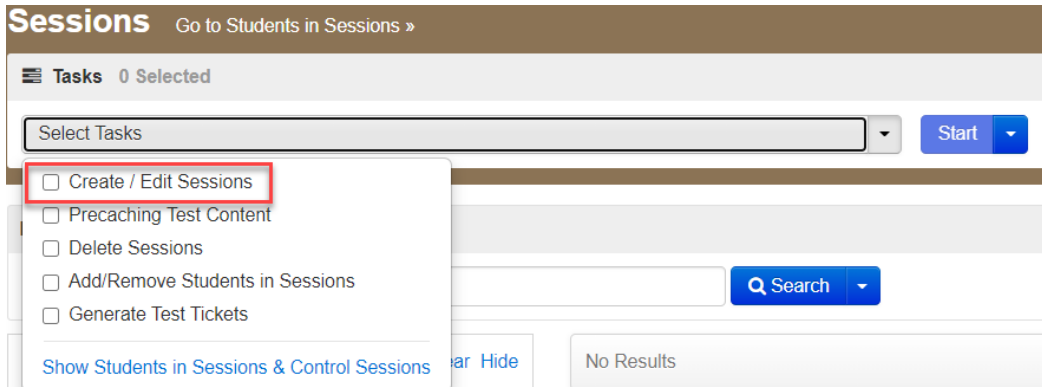 Sessions Go to Students in Sessions »
Tasks 0 Selected
Select Tasks Start
Create / Edit Sessions
Precaching Test Content
Delete Sessions
Search
Add/Remove Students in Sessions
Generate Test Tickets
Show Students in Sessions & Control Sessions
Hide
No Results